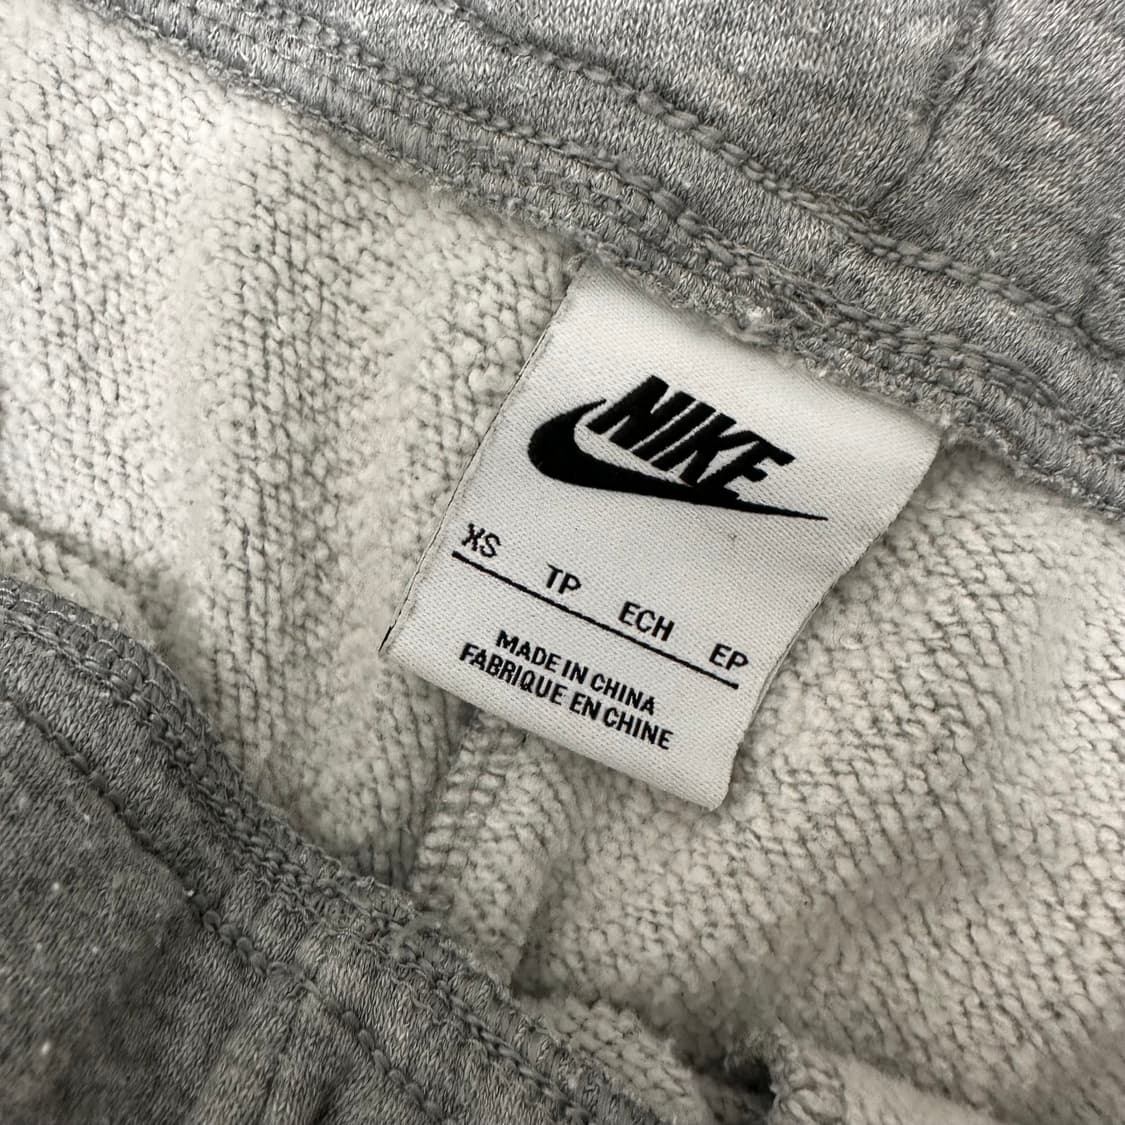 NIKE
XS TP ECH EP
MADE IN CHINA
FABRIQUE EN CHINE